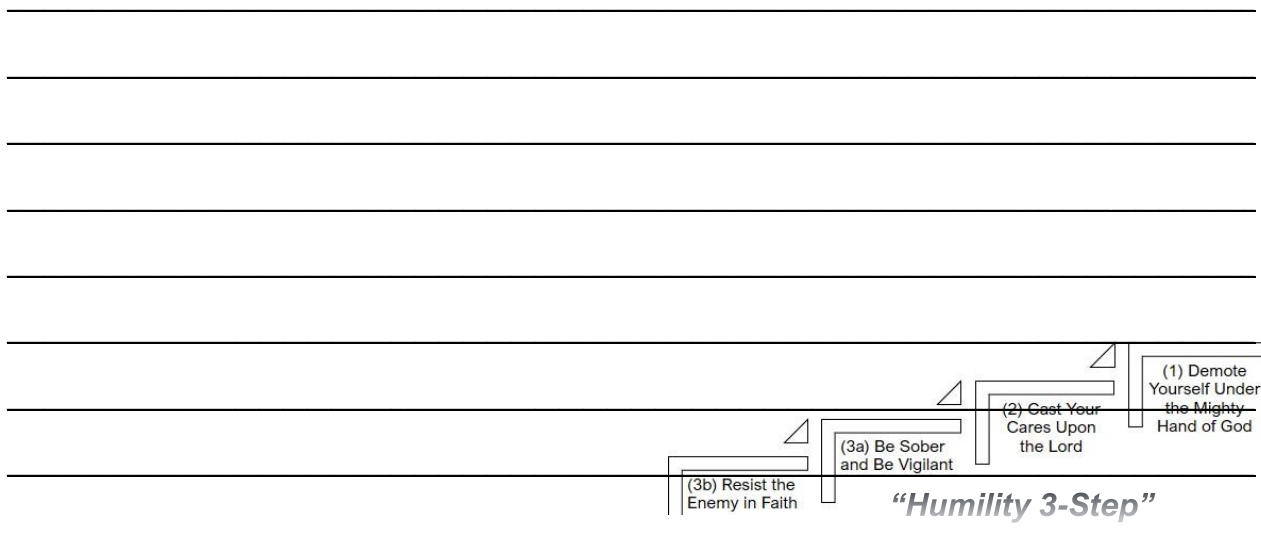 (1) Demote
Yourself Under
the Mighty
Hand of God
(2) Cast Your
Cares Upon
the Lord
(3a) Be Sober
and Be Vigilant
(3b) Resist the
Enemy in Faith
“Humility 3-Step”